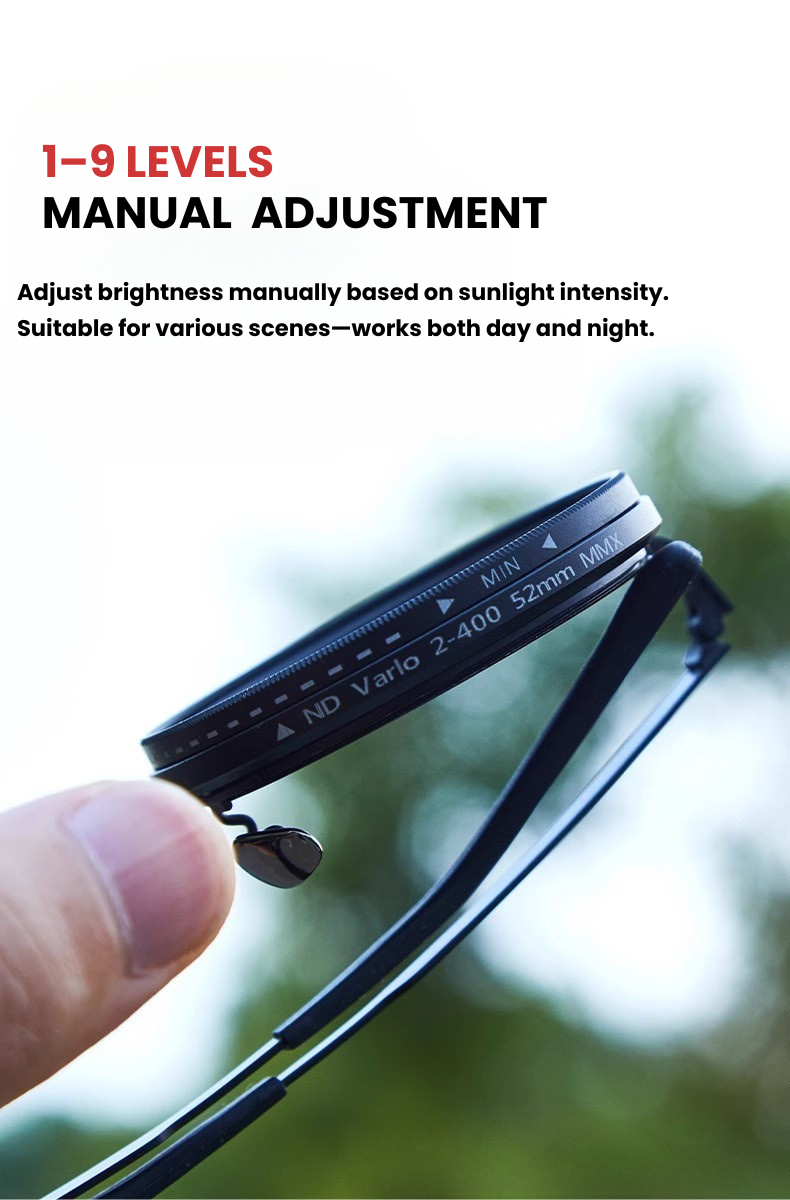 1–9 LEVELS
MANUAL ADJUSTMENT
Adjust brightness manually based on sunlight intensity.
Suitable for various scenes—works both day and night.
MIN
ND Vario 2-400 52mm MMX